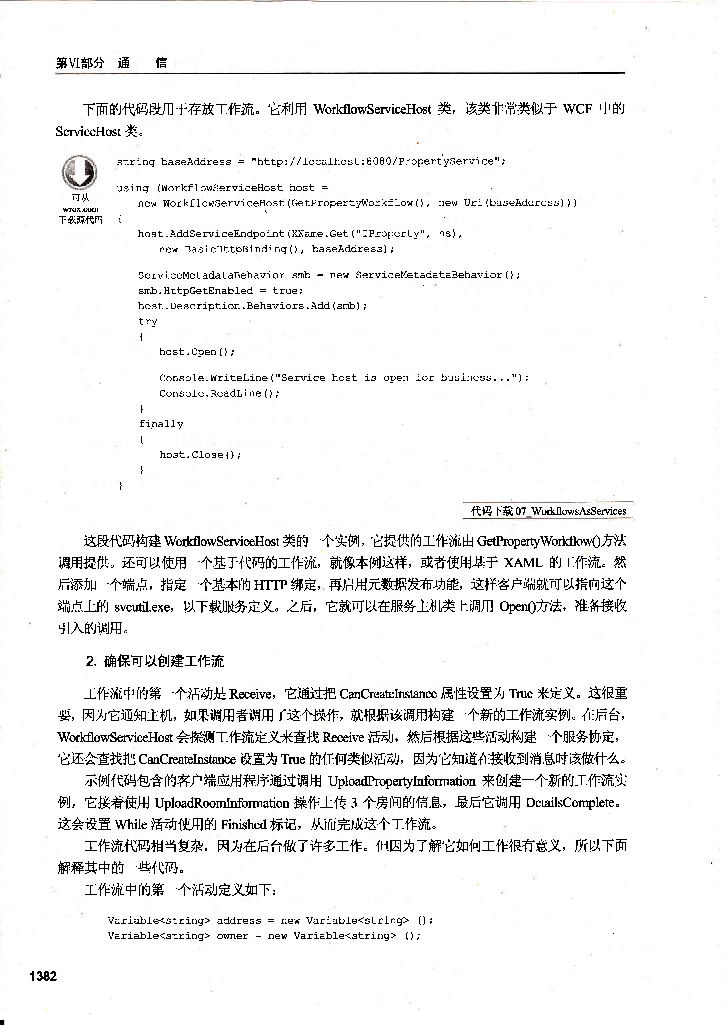 第VI部分 通 信
下面的代码段用于存放工作流。它利用 WorkflowServiceHost 类，该类非常类似于 WCF 中的
ServiceHost 类。
string baseAddress = "http://localhost:8080/PropertyService";
using (WorkflowServiceHost host =
new WorkflowServiceHost(GetPropertyWorkflow(), new Uri(baseAddress)))
可从
wrox.com
下载源代码
{
host.AddServiceEndpoint(XName.Get("IProperty", ns),
new BasicHttpBinding(), baseAddress);
ServiceMetadataBehavior smb = new ServiceMetadataBehavior();
smb.HttpGetEnabled = true;
host.Description.Behaviors.Add(smb);
try
{
host.Open();
Console.WriteLine("Service host is open for business...");
Console.ReadLine();
}
finally
{
host.Close();
}
}
代码下载 07_WorkflowsAsServices
这段代码构建 WorkflowServiceHost 类的一个实例，它提供的工作流由 GetPropertyWorkflow()方法
调用提供。还可以使用一个基于代码的工作流，就像本例这样，或者使用基于 XAML 的工作流。然
后添加一个端点，指定一个基本的 HTTP 绑定，再启用元数据发布功能，这样客户端就可以指向这个
端点上的 svcutil.exe，以下载服务定义。之后，它就可以在服务主机类上调用 Open()方法，准备接收
引入的调用。
2. 确保可以创建工作流
工作流中的第一个活动是 Receive，它通过把 CanCreateInstance 属性设置为 True 来定义。这很重
要，因为它通知主机，如果调用者调用了这个操作，就根据该调用构建一个新的工作流实例。在后台，
WorkflowServiceHost 会探测工作流定义来查找 Receive 活动，然后根据这些活动构建一个服务协定，
它还会查找把 CanCreateInstance 设置为 True 的任何类似活动，因为它知道在接收到消息时该做什么。
示例代码包含的客户端应用程序通过调用 UploadPropertyInformation 来创建一个新的工作流实
例，它接着使用 UploadRoomInformation 操作上传 3 个房间的信息，最后它调用 DetailsComplete。
这会设置 While 活动使用的 Finished 标记，从而完成这个工作流。
工作流代码相当复杂，因为在后台做了许多工作。但因为了解它如何工作很有意义，所以下面
解释其中的一些代码。
工作流中的第一个活动定义如下：
Variable<string> address = new Variable<string> ();
Variable<string> owner = new Variable<string> ();
1382